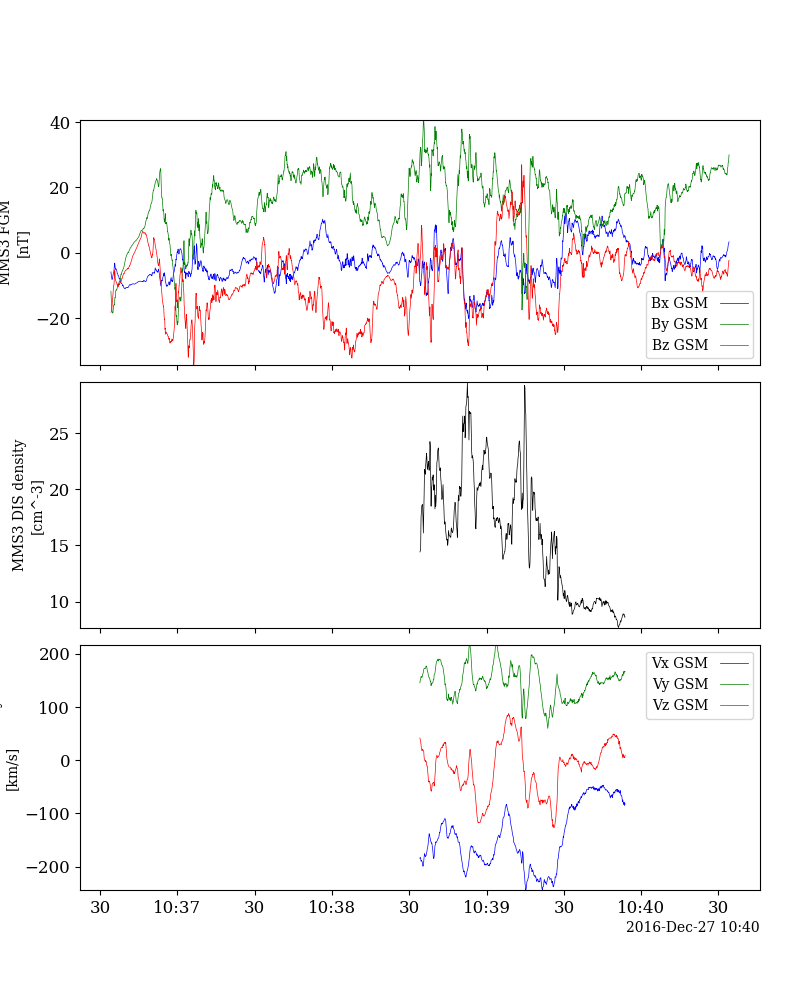 MMS3 FGM
[nT]
40
20
0
−20
Bx GSM
By GSM
Bz GSM
MMS3 DIS density
[cm^-3]
25
20
15
10
[km/s]
200
100
0
−100
−200
Vx GSM
Vy GSM
Vz GSM
30 10:37 30 10:38 30 10:39 30 10:40 30
2016-Dec-27 10:40